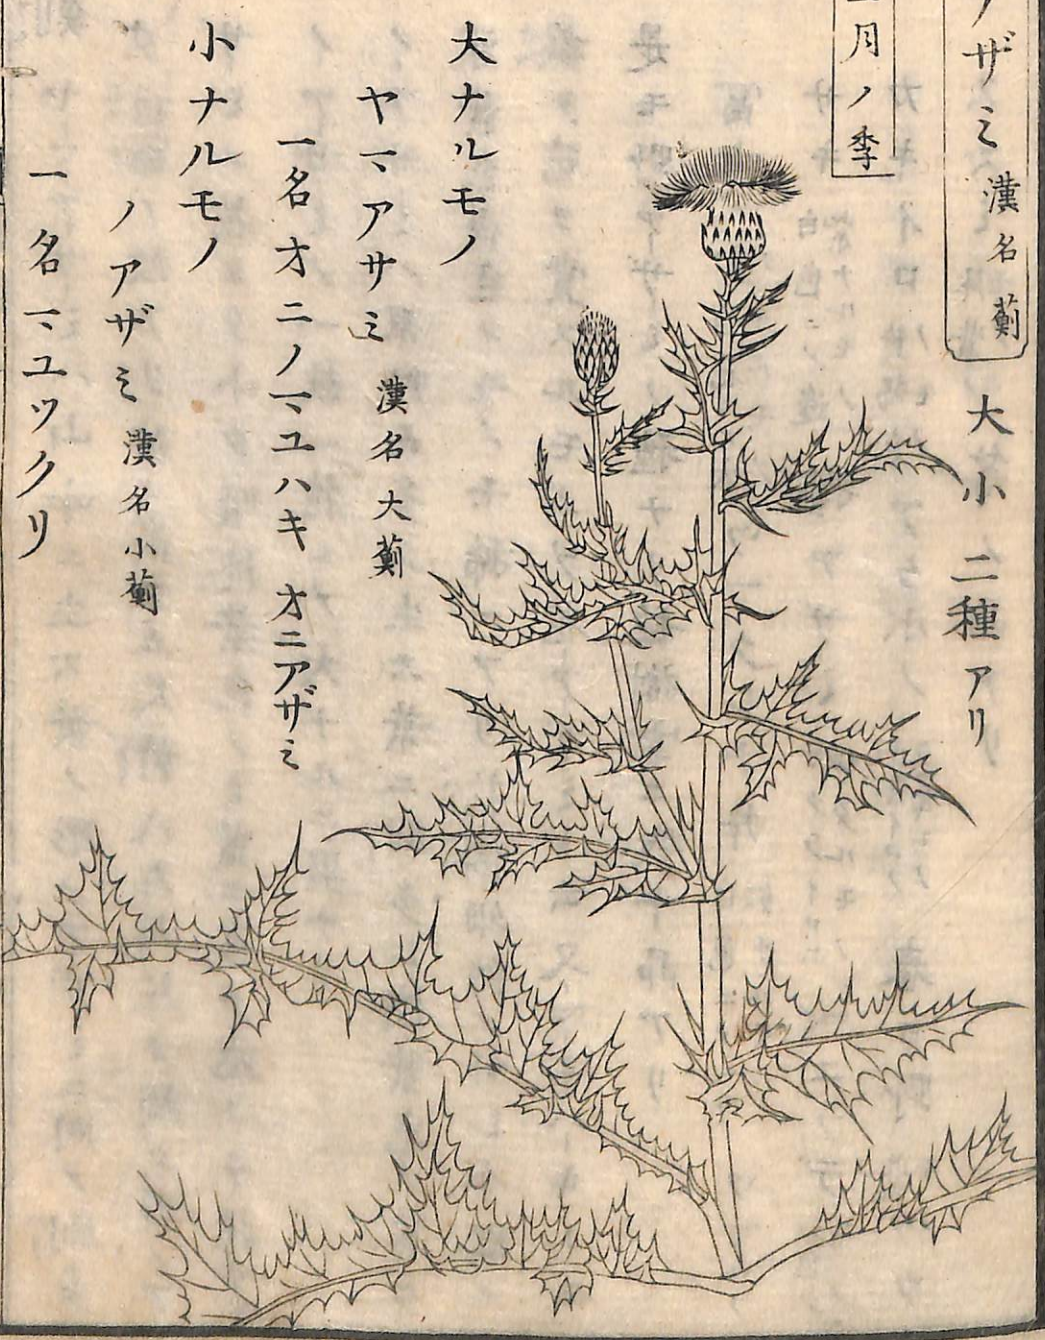 ザミ 漢名 薊
月ノ季
大小 二種アリ
大ナルモノ
ヤマアサミ 漢名 大薊
一名オニノマユハキ オニアザミ
小ナルモノ
ノアザミ 漢名 小薊
一名マユツクリ